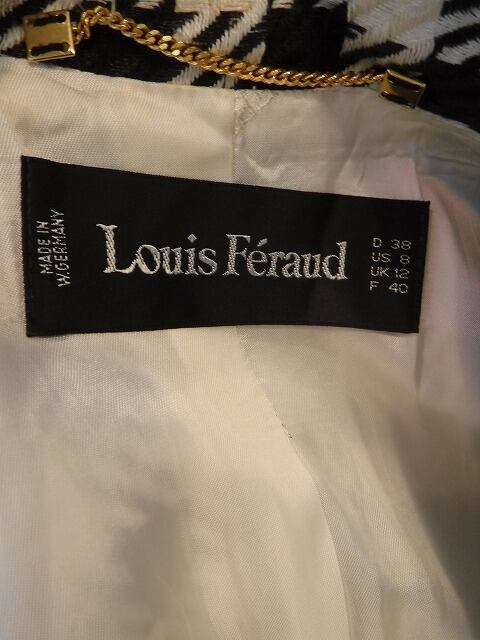 MADE IN
W.GERMANY
Louis Féraud
D 38
US 8
UK 12
F 40